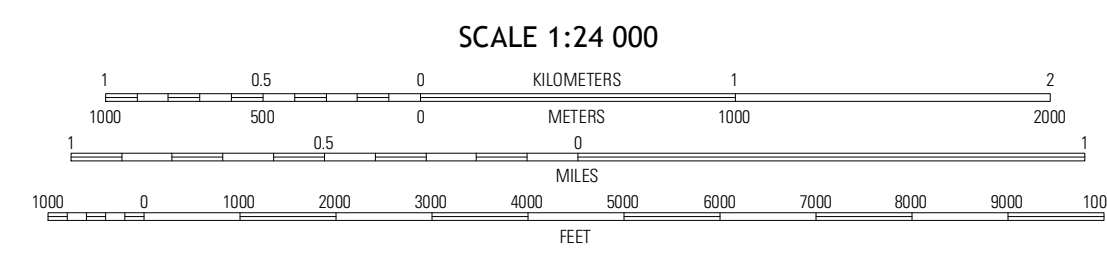 SCALE 1:24 000
1 0.5 0 KILOMETERS 1 2
1000 500 0 METERS 1000 2000
1 0.5 0 1
MILES
1000 0 1000 2000 3000 4000 5000 6000 7000 8000 9000 100
FEET